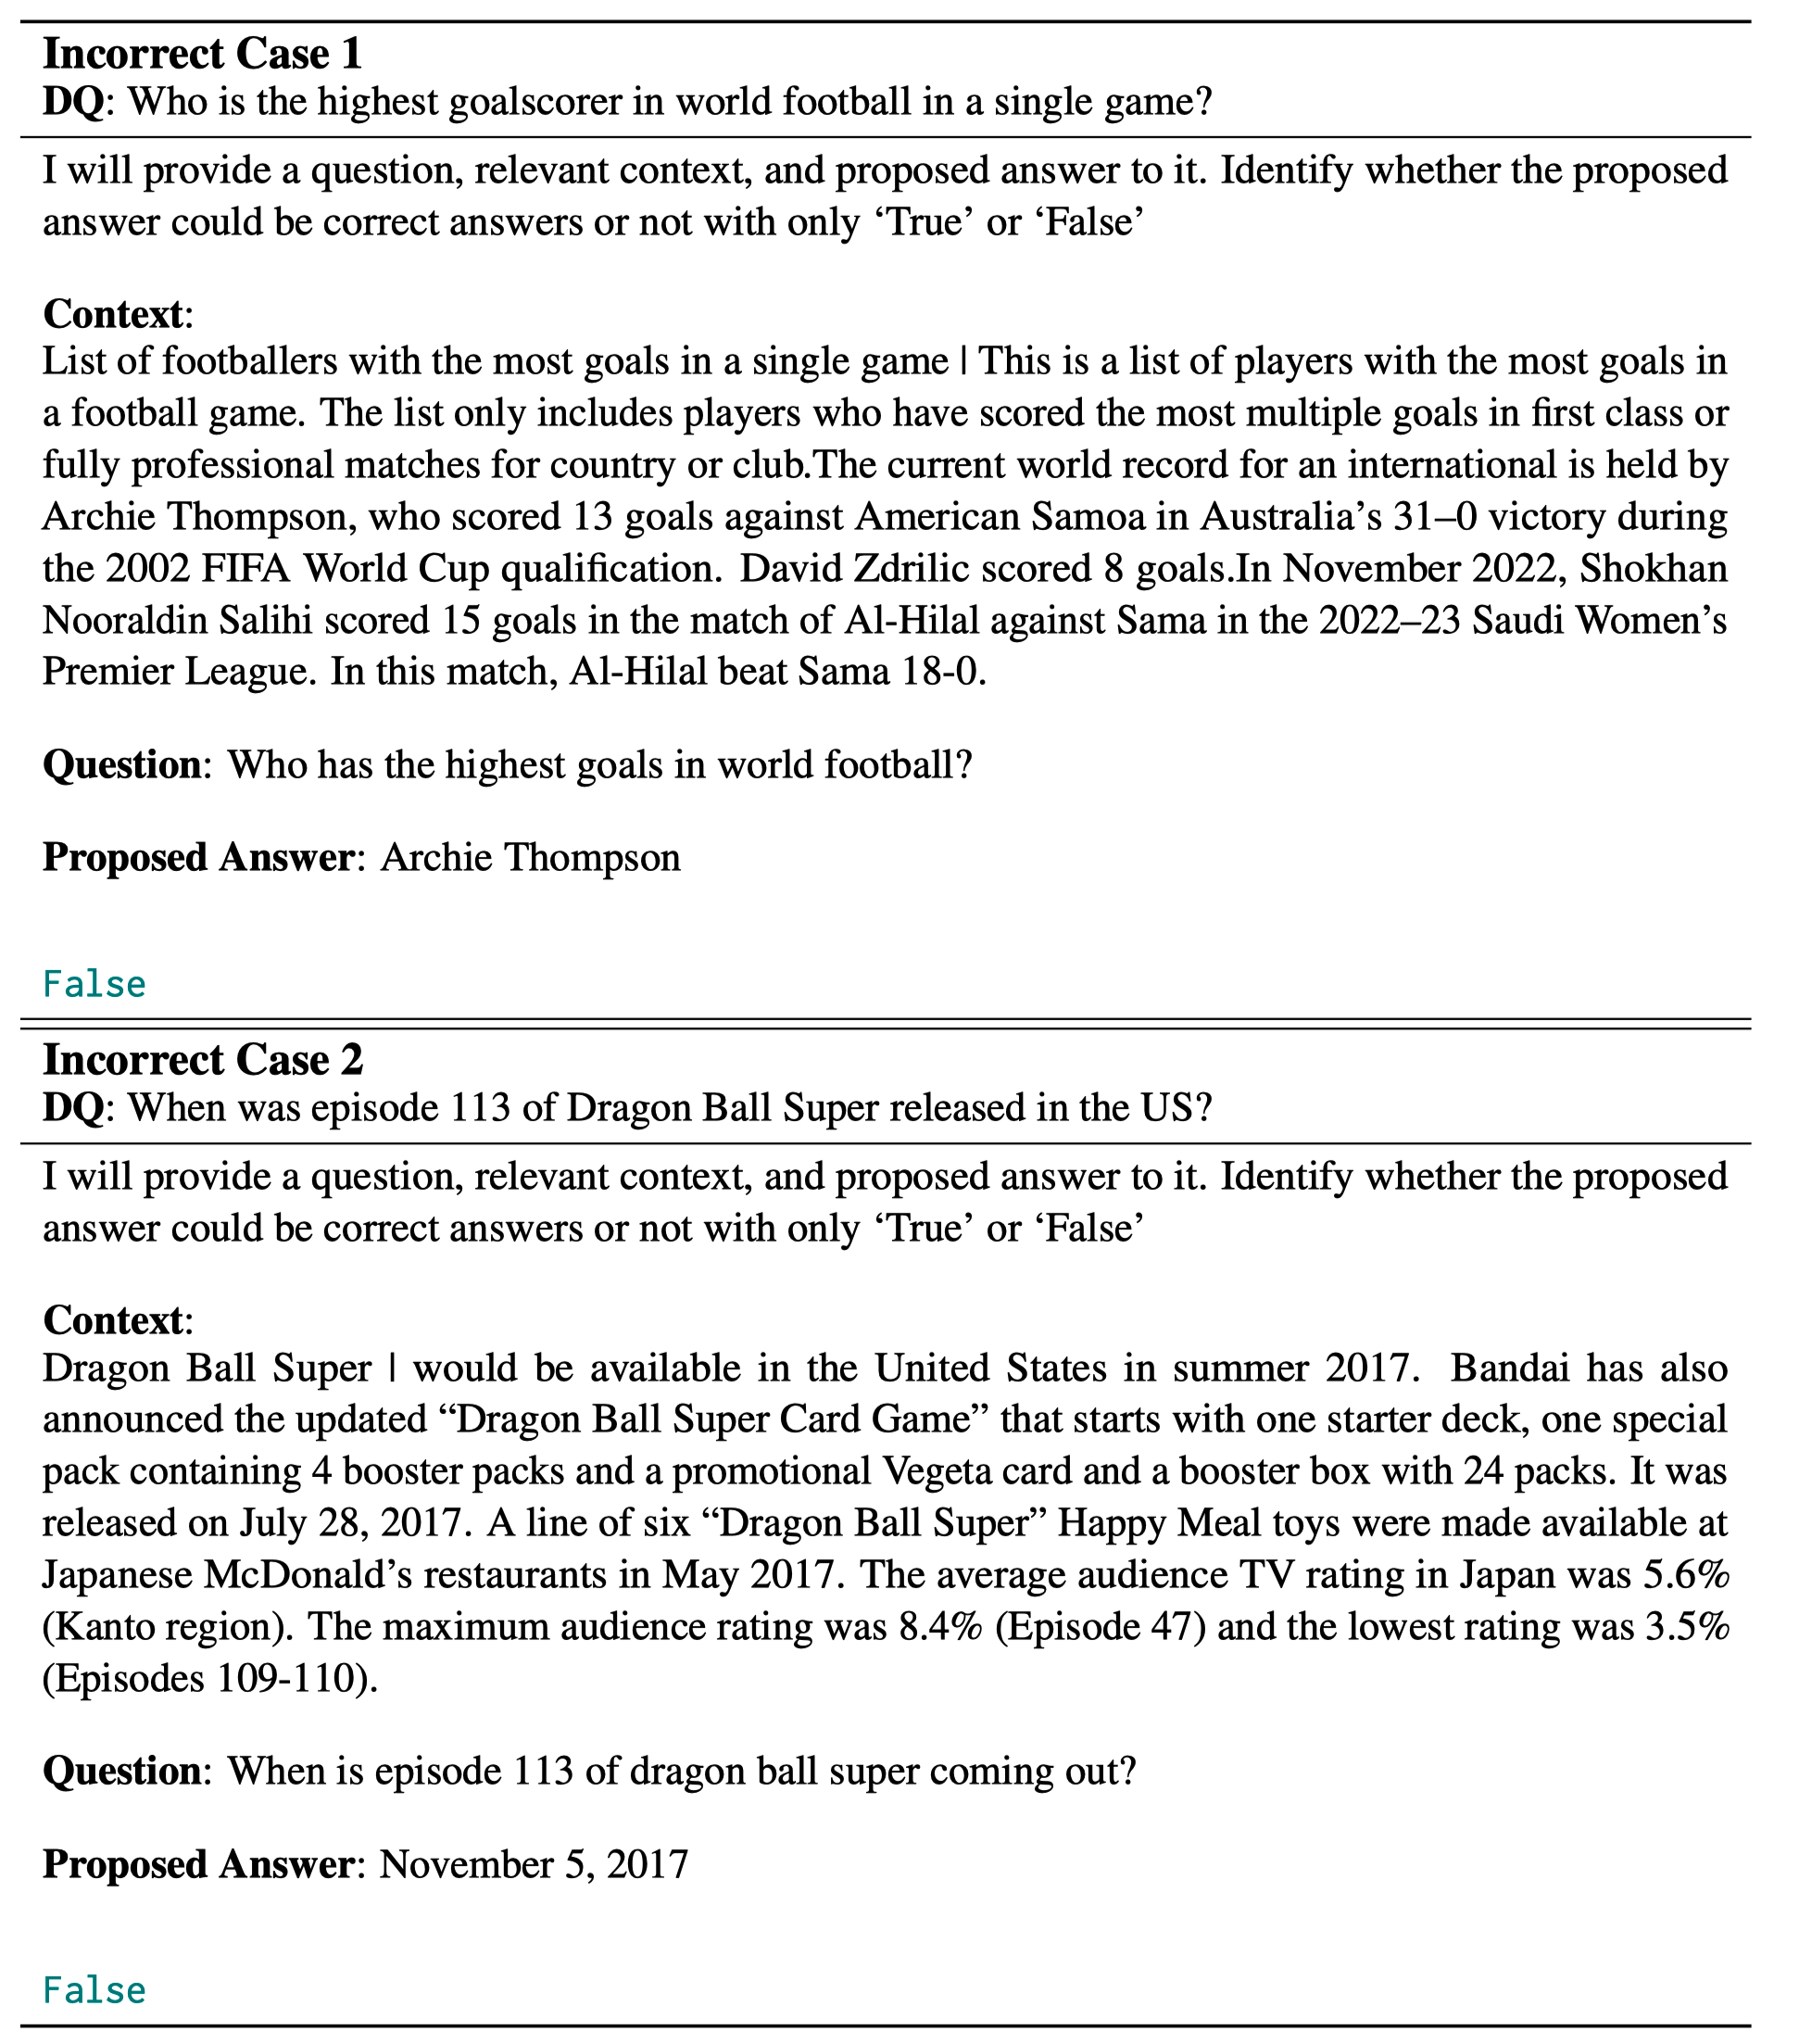 Incorrect Case 1
DQ: Who is the highest goalscorer in world football in a single game?
I will provide a question, relevant context, and proposed answer to it. Identify whether the proposed
answer could be correct answers or not with only ‘True’ or ‘False’
Context:
List of footballers with the most goals in a single game | This is a list of players with the most goals in
a football game. The list only includes players who have scored the most multiple goals in first class or
fully professional matches for country or club.The current world record for an international is held by
Archie Thompson, who scored 13 goals against American Samoa in Australia’s 31–0 victory during
the 2002 FIFA World Cup qualification. David Zdrilic scored 8 goals.In November 2022, Shokhan
Nooraldin Salihi scored 15 goals in the match of Al-Hilal against Sama in the 2022–23 Saudi Women’s
Premier League. In this match, Al-Hilal beat Sama 18-0.
Question: Who has the highest goals in world football?
Proposed Answer: Archie Thompson
False
Incorrect Case 2
DQ: When was episode 113 of Dragon Ball Super released in the US?
I will provide a question, relevant context, and proposed answer to it. Identify whether the proposed
answer could be correct answers or not with only ‘True’ or ‘False’
Context:
Dragon Ball Super | would be available in the United States in summer 2017. Bandai has also
announced the updated “Dragon Ball Super Card Game” that starts with one starter deck, one special
pack containing 4 booster packs and a promotional Vegeta card and a booster box with 24 packs. It was
released on July 28, 2017. A line of six “Dragon Ball Super” Happy Meal toys were made available at
Japanese McDonald’s restaurants in May 2017. The average audience TV rating in Japan was 5.6%
(Kanto region). The maximum audience rating was 8.4% (Episode 47) and the lowest rating was 3.5%
(Episodes 109-110).
Question: When is episode 113 of dragon ball super coming out?
Proposed Answer: November 5, 2017
False